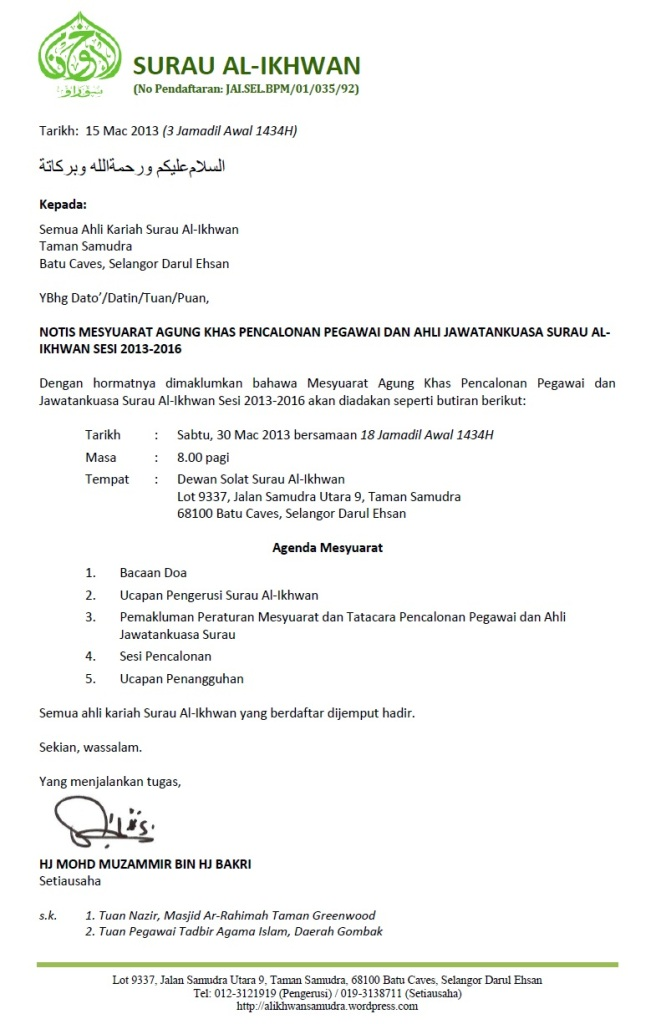 SURAU AL-IKHWAN
(No Pendaftaran: JAI.SEL.BPM/01/035/92)
Tarikh: 15 Mac 2013 (3 Jamadil Awal 1434H)
السلام عليكم ورحمة الله وبركاتة
Kepada:
Semua Ahli Kariah Surau Al-Ikhwan
Taman Samudra
Batu Caves, Selangor Darul Ehsan
YBhg Dato’/Datin/Tuan/Puan,
NOTIS MESYUARAT AGUNG KHAS PENCALONAN PEGAWAI DAN AHLI JAWATANKUASA SURAU AL-
IKHWAN SESI 2013-2016
Dengan hormatnya dimaklumkan bahawa Mesyuarat Agung Khas Pencalonan Pegawai dan
Jawatankuasa Surau Al-Ikhwan Sesi 2013-2016 akan diadakan seperti butiran berikut:
Tarikh : Sabtu, 30 Mac 2013 bersamaan 18 Jamadil Awal 1434H
Masa : 8.00 pagi
Tempat : Dewan Solat Surau Al-Ikhwan
Lot 9337, Jalan Samudra Utara 9, Taman Samudra
68100 Batu Caves, Selangor Darul Ehsan
Agenda Mesyuarat
1. Bacaan Doa
2. Ucapan Pengerusi Surau Al-Ikhwan
3. Pemakluman Peraturan Mesyuarat dan Tatacara Pencalonan Pegawai dan Ahli
Jawatankuasa Surau
4. Sesi Pencalonan
5. Ucapan Penangguhan
Semua ahli kariah Surau Al-Ikhwan yang berdaftar dijemput hadir.
Sekian, wassalam.
Yang menjalankan tugas,
HJ MOHD MUZAMMIR BIN HJ BAKRI
Setiausaha
s.k. 1. Tuan Nazir, Masjid Ar-Rahimah Taman Greenwood
2. Tuan Pegawai Tadbir Agama Islam, Daerah Gombak
Lot 9337, Jalan Samudra Utara 9, Taman Samudra, 68100 Batu Caves, Selangor Darul Ehsan
Tel: 012-3121919 (Pengerusi) / 019-3138711 (Setiausaha)
http://alikhwansamudra.wordpress.com